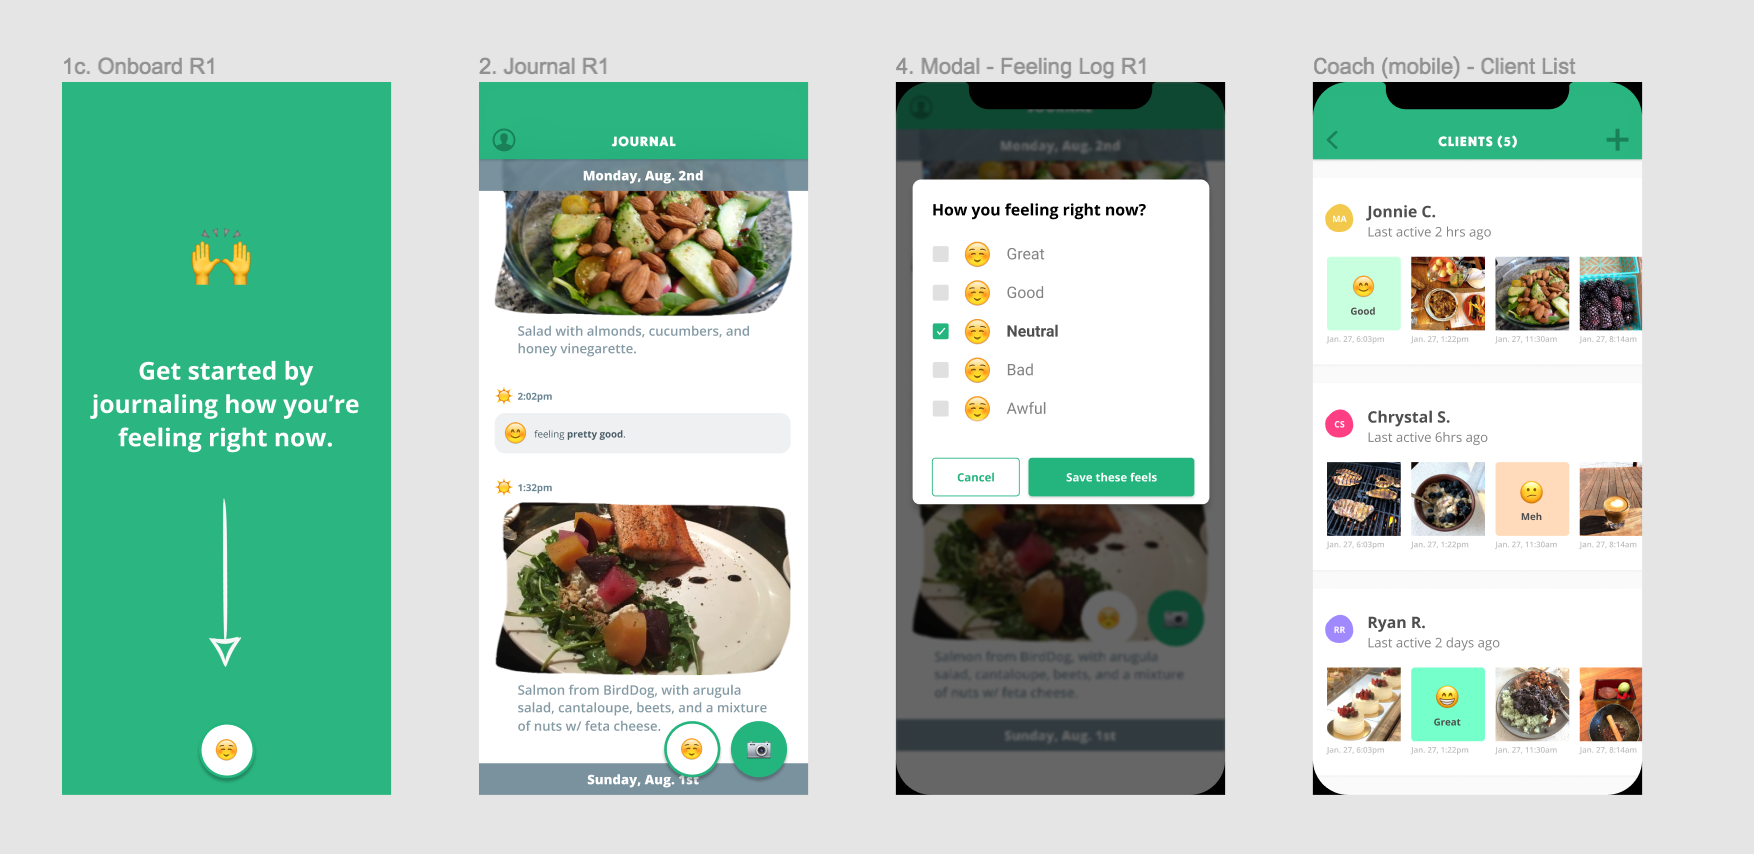 1c. Onboard R1
Get started by
journaling how you're
feeling right now.
2. Journal R1
JOURNAL
Monday, Aug. 2nd
Salad with almonds, cucumbers, and
honey vinegarette.
2:02pm
feeling pretty good.
1:32pm
Salmon from BirdDog, with arugula
salad, cantaloupe, beets, and a mixture
of nuts w/ feta cheese.
Sunday, Aug. 1st
4. Modal - Feeling Log R1
JOURNAL
Monday, Aug. 2nd
How you feeling right now?
Great
Good
Neutral
Bad
Awful
Cancel
Save these feels
Salmon from BirdDog, with arugula
salad, cantaloupe, beets, and a mixture
of nuts w/ feta cheese.
Sunday, Aug. 1st
Coach (mobile) - Client List
CLIENTS (5)
MA
Jonnie C.
Last active 2 hrs ago
Good
Jan. 27, 6:03pm
Jan. 27, 1:22pm
Jan. 27, 11:30am
Jan. 27, 8:14am
CS
Chrystal S.
Last active 6hrs ago
Meh
Jan. 27, 6:03pm
Jan. 27, 1:22pm
Jan. 27, 11:30am
Jan. 27, 8:14am
RR
Ryan R.
Last active 2 days ago
Great
Jan. 27, 6:03pm
Jan. 27, 1:22pm
Jan. 27, 11:30am
Jan. 27, 8:14am